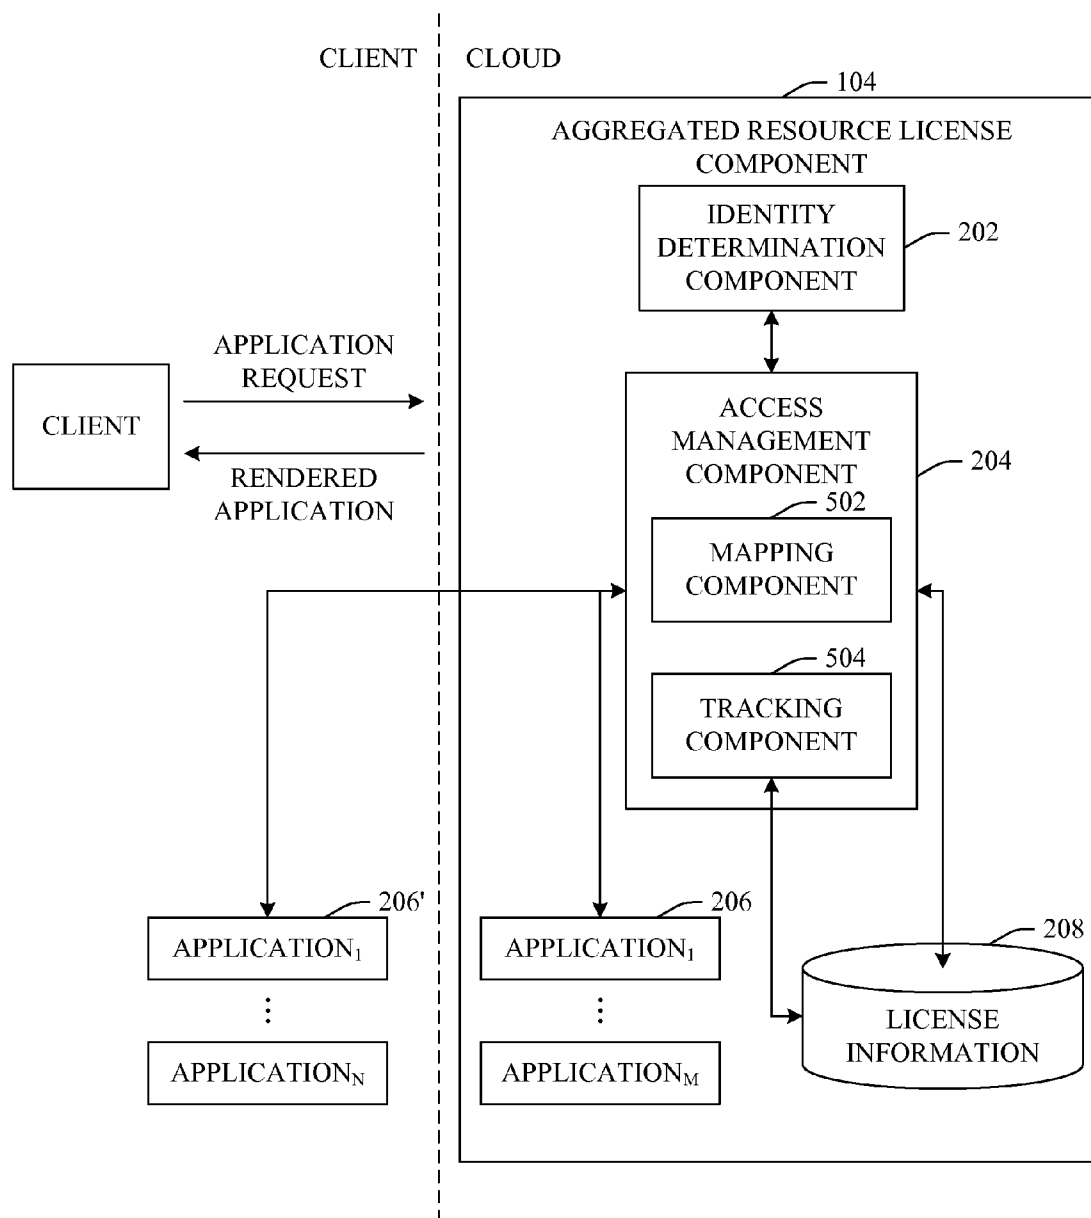 CLIENT
CLOUD
104
AGGREGATED RESOURCE LICENSE
COMPONENT
IDENTITY
DETERMINATION
COMPONENT
202
APPLICATION
REQUEST
CLIENT
RENDERED
APPLICATION
ACCESS
MANAGEMENT
COMPONENT
204
502
MAPPING
COMPONENT
504
TRACKING
COMPONENT
206'
APPLICATION₁
⋮
APPLICATIONN
206
APPLICATION₁
⋮
APPLICATIONM
208
LICENSE
INFORMATION